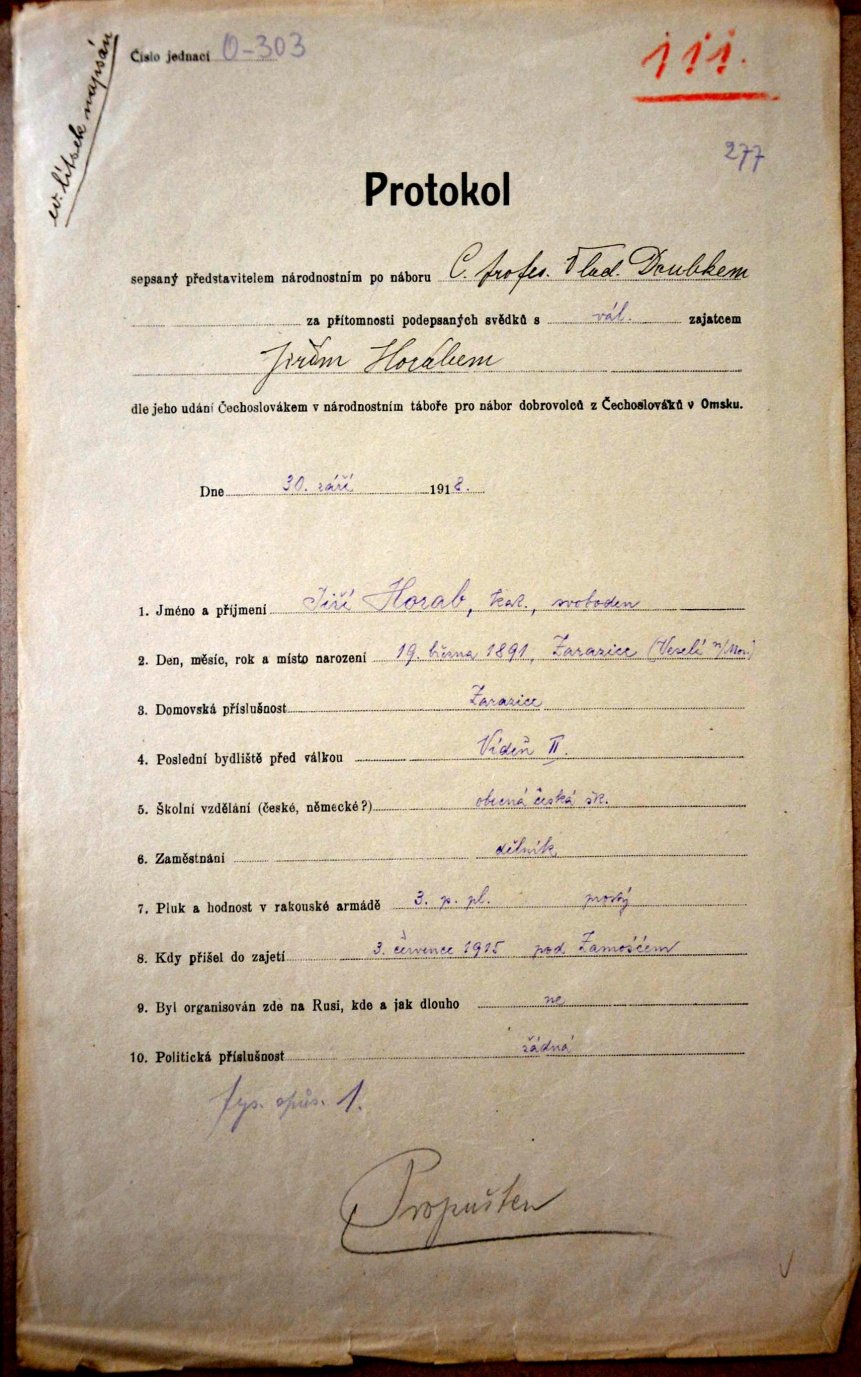 Číslo jednací O-303
iii.
ev. lístek napsán
277
Protokol
sepsaný představitelem národnostním po náboru C. profes. Vlad. Doubkem
za přítomnosti podepsaných svědků s vál. zajatcem
Jiřím Horábem
dle jeho udání Čechoslovákem v národnostním táboře pro nábor dobrovolců z Čechoslováků v Omsku.
Dne 30. září 1918.
1. Jméno a příjmení Jiří Horab, kat., svoboden
2. Den, měsíc, rok a místo narození 19. března 1891, Zarazice (Veselí n/Mor.)
3. Domovská příslušnost Zarazice
4. Poslední bydliště před válkou Vídeň II.
5. Školní vzdělání (české, německé?) obecná česká šk.
6. Zaměstnáni dělník
7. Pluk a hodnost v rakouské armádě 3. p. pl. prostý
8. Kdy přišel do zajetí 3. července 1915 pod Zamośćem
9. Byl organisován zde na Rusi, kde a jak dlouho ne
10. Politická příslušnost žádná
fys. způs. 1.
Propuštěn